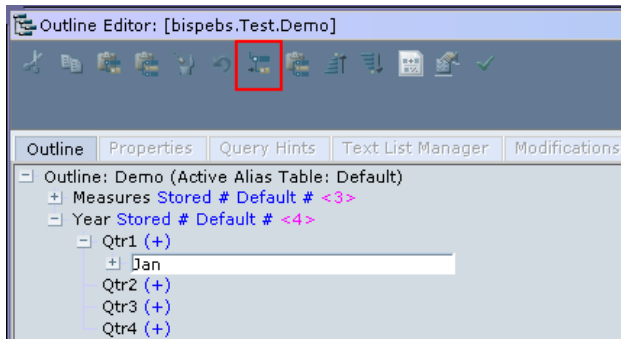 Outline Editor: [bispebs.Test.Demo]
Outline Properties Query Hints Text List Manager Modifications
Outline: Demo (Active Alias Table: Default)
Measures Stored # Default # <3>
Year Stored # Default # <4>
Qtr1 (+)
Jan
Qtr2 (+)
Qtr3 (+)
Qtr4 (+)